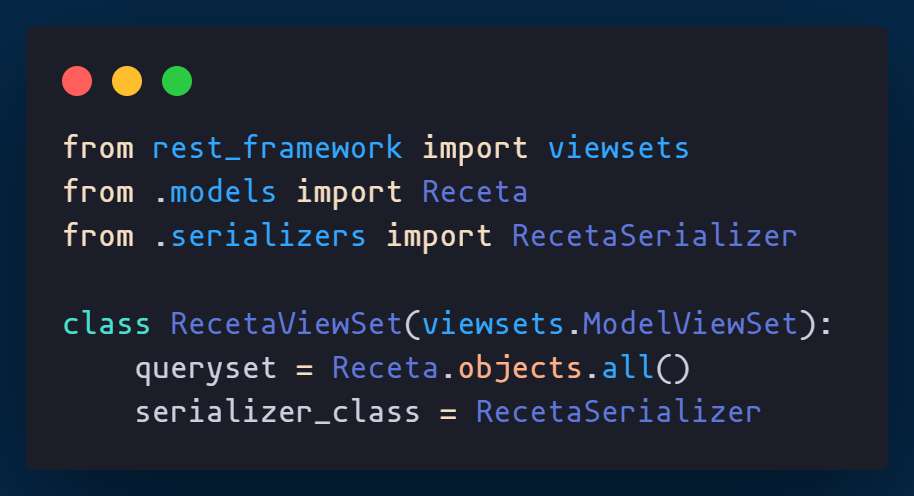 from rest_framework import viewsets
from .models import Receta
from .serializers import RecetaSerializer

class RecetaViewSet(viewsets.ModelViewSet):
    queryset = Receta.objects.all()
    serializer_class = RecetaSerializer